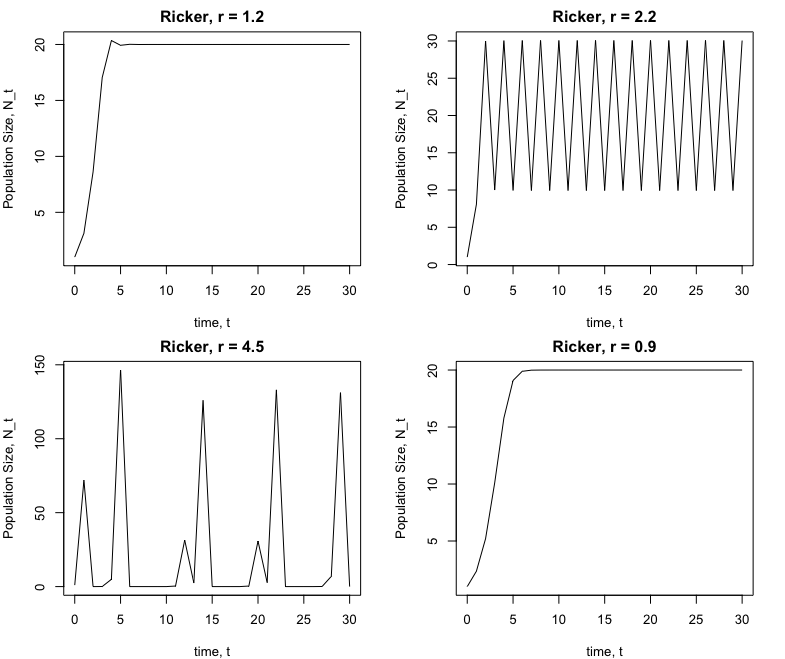 Ricker, r = 1.2
Population Size, N_t
20
15
10
5
0 5 10 15 20 25 30
time, t
Ricker, r = 2.2
Population Size, N_t
30
25
20
15
10
5
0
0 5 10 15 20 25 30
time, t
Ricker, r = 4.5
Population Size, N_t
150
100
50
0
0 5 10 15 20 25 30
time, t
Ricker, r = 0.9
Population Size, N_t
20
15
10
5
0 5 10 15 20 25 30
time, t